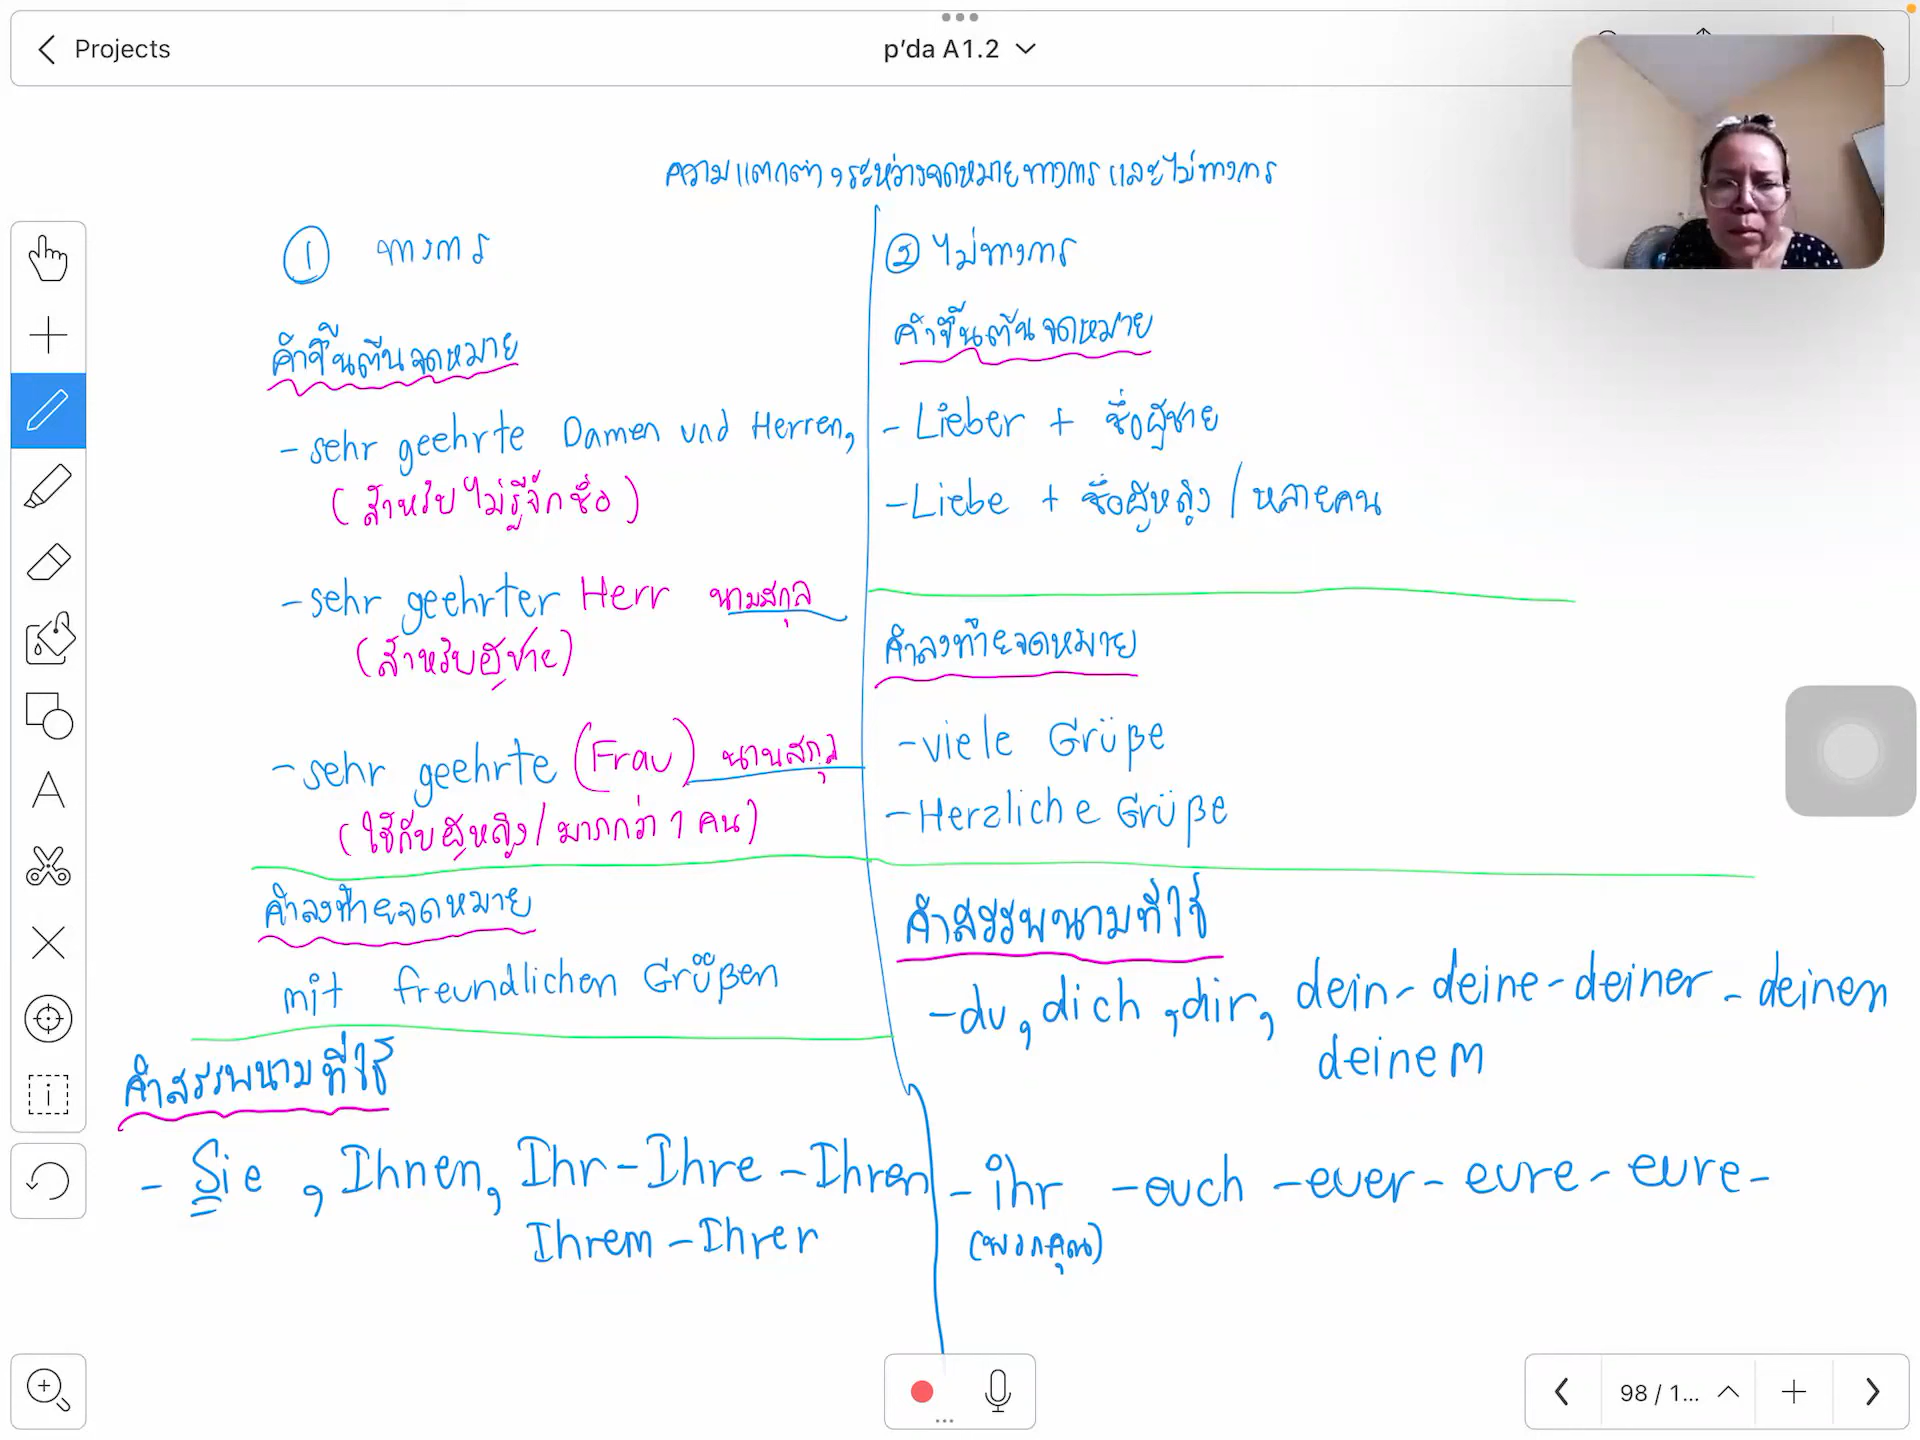 Projects
p'da A1.2
ความแตกต่างระหว่างจดหมายทางการ และไม่ทางการ
① ทางการ
คำขึ้นต้นจดหมาย
- sehr geehrte Damen und Herren,
(สำหรับไม่รู้จักชื่อ)
- sehr geehrter Herr นามสกุล
(สำหรับผู้ชาย)
- sehr geehrte (Frau) นามสกุล
(ใช้กับผู้หญิง/มากกว่า 1 คน)
คำลงท้ายจดหมาย
mit freundlichen Grüßen
คำสรรพนามที่ใช้
- Sie, Ihnen, Ihr - Ihre - Ihren
Ihrem - Ihrer
② ไม่ทางการ
คำขึ้นต้นจดหมาย
- Lieber + ชื่อผู้ชาย
- Liebe + ชื่อผู้หญิง / หลายคน
คำลงท้ายจดหมาย
- viele Grüße
- Herzliche Grüße
คำสรรพนามที่ใช้
- du, dich, dir, dein - deine - deiner - deinen
deinem
- ihr - euch - euer - eure - eure -
(พวกคุณ)
98 / 1...